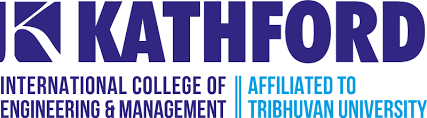 KATHFORD
INTERNATIONAL COLLEGE OF
ENGINEERING & MANAGEMENT
AFFILIATED TO
TRIBHUVAN UNIVERSITY